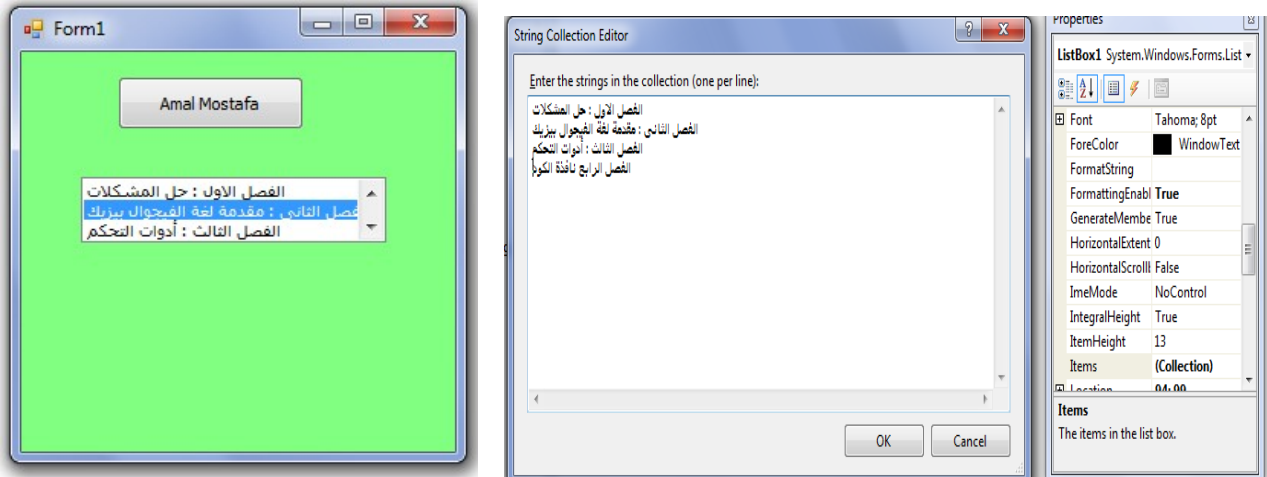 Form1
Amal Mostafa
الفصل الاول : حل المشكلات
فصل الثانى : مقدمة لغة الفيجوال بيزيك
الفصل الثالث : أدوات التحكم
String Collection Editor
Enter the strings in the collection (one per line):
الفصل الاول : حل المشكلات
الفصل الثانى : مقدمة لغة الفيجوال بيزيك
الفصل الثالث : أدوات التحكم
الفصل الرابع نافذة الكود
OK Cancel
Properties
ListBox1 System.Windows.Forms.List
Font Tahoma; 8pt
ForeColor WindowText
FormatString
FormattingEnabl True
GenerateMembe True
HorizontalExtent 0
HorizontalScrollb False
ImeMode NoControl
IntegralHeight True
ItemHeight 13
Items (Collection)
Location 94; 99
Items
The items in the list box.